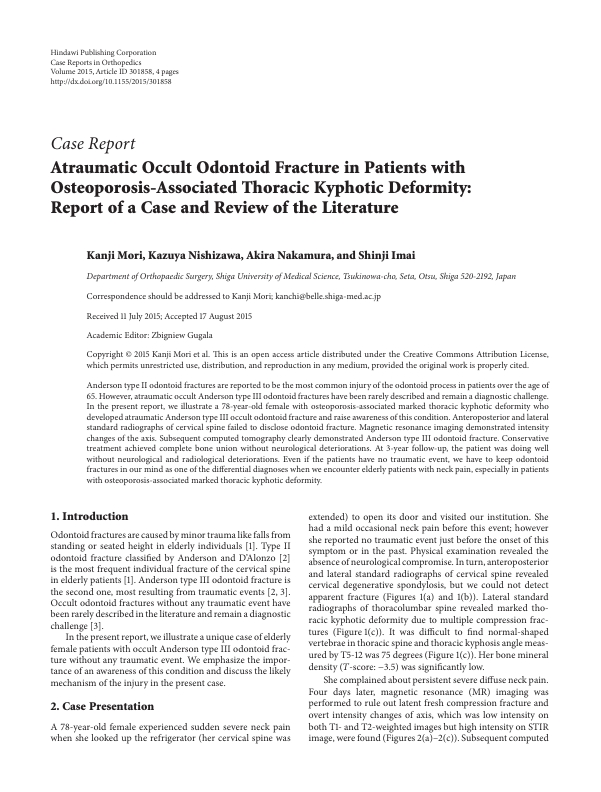 Hindawi Publishing Corporation
Case Reports in Orthopedics
Volume 2015, Article ID 301858, 4 pages
http://dx.doi.org/10.1155/2015/301858
Case Report
Atraumatic Occult Odontoid Fracture in Patients with
Osteoporosis-Associated Thoracic Kyphotic Deformity:
Report of a Case and Review of the Literature
Kanji Mori, Kazuya Nishizawa, Akira Nakamura, and Shinji Imai
Department of Orthopaedic Surgery, Shiga University of Medical Science, Tsukinowa-cho, Seta, Otsu, Shiga 520-2192, Japan
Correspondence should be addressed to Kanji Mori; kanchi@belle.shiga-med.ac.jp
Received 11 July 2015; Accepted 17 August 2015
Academic Editor: Zbigniew Gugala
Copyright © 2015 Kanji Mori et al. This is an open access article distributed under the Creative Commons Attribution License,
which permits unrestricted use, distribution, and reproduction in any medium, provided the original work is properly cited.
Anderson type II odontoid fractures are reported to be the most common injury of the odontoid process in patients over the age of
65. However, atraumatic occult Anderson type III odontoid fractures have been rarely described and remain a diagnostic challenge.
In the present report, we illustrate a 78-year-old female with osteoporosis-associated marked thoracic kyphotic deformity who
developed atraumatic Anderson type III occult odontoid fracture and raise awareness of this condition. Anteroposterior and lateral
standard radiographs of cervical spine failed to disclose odontoid fracture. Magnetic resonance imaging demonstrated intensity
changes of the axis. Subsequent computed tomography clearly demonstrated Anderson type III odontoid fracture. Conservative
treatment achieved complete bone union without neurological deteriorations. At 3-year follow-up, the patient was doing well
without neurological and radiological deteriorations. Even if the patients have no traumatic event, we have to keep odontoid
fractures in our mind as one of the differential diagnoses when we encounter elderly patients with neck pain, especially in patients
with osteoporosis-associated marked thoracic kyphotic deformity.
1. Introduction
Odontoid fractures are caused by minor trauma like falls from
standing or seated height in elderly individuals [1]. Type II
odontoid fracture classified by Anderson and D'Alonzo [2]
is the most frequent individual fracture of the cervical spine
in elderly patients [1]. Anderson type III odontoid fracture is
the second one, most resulting from traumatic events [2, 3].
Occult odontoid fractures without any traumatic event have
been rarely described in the literature and remain a diagnostic
challenge [3].
In the present report, we illustrate a unique case of elderly
female patients with occult Anderson type III odontoid frac-
ture without any traumatic event. We emphasize the impor-
tance of an awareness of this condition and discuss the likely
mechanism of the injury in the present case.
2. Case Presentation
A 78-year-old female experienced sudden severe neck pain
when she looked up the refrigerator (her cervical spine was
extended) to open its door and visited our institution. She
had a mild occasional neck pain before this event; however
she reported no traumatic event just before the onset of this
symptom or in the past. Physical examination revealed the
absence of neurological compromise. In turn, anteroposterior
and lateral standard radiographs of cervical spine revealed
cervical degenerative spondylosis, but we could not detect
apparent fracture (Figures 1(a) and 1(b)). Lateral standard
radiographs of thoracolumbar spine revealed marked tho-
racic kyphotic deformity due to multiple compression frac-
tures (Figure 1(c)). It was difficult to find normal-shaped
vertebrae in thoracic spine and thoracic kyphosis angle meas-
ured by T5-12 was 75 degrees (Figure 1(c)). Her bone mineral
density (T-score: −3.5) was significantly low.
She complained about persistent severe diffuse neck pain.
Four days later, magnetic resonance (MR) imaging was
performed to rule out latent fresh compression fracture and
overt intensity changes of axis, which was low intensity on
both T1- and T2-weighted images but high intensity on STIR
image, were found (Figures 2(a)–2(c)). Subsequent computed